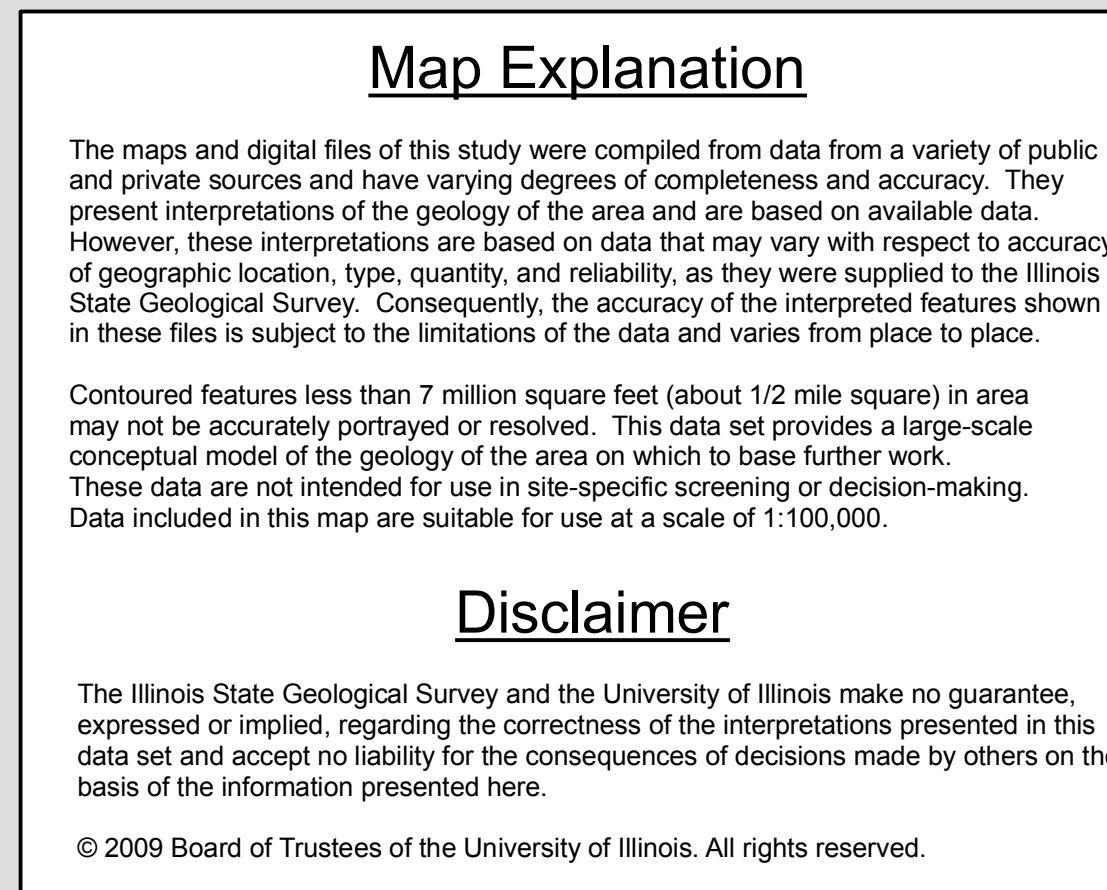 Map Explanation
The maps and digital files of this study were compiled from data from a variety of public
and private sources and have varying degrees of completeness and accuracy.  They
present interpretations of the geology of the area and are based on available data.
However, these interpretations are based on data that may vary with respect to accuracy
of geographic location, type, quantity, and reliability, as they were supplied to the Illinois
State Geological Survey.  Consequently, the accuracy of the interpreted features shown
in these files is subject to the limitations of the data and varies from place to place.
Contoured features less than 7 million square feet (about 1/2 mile square) in area
may not be accurately portrayed or resolved.  This data set provides a large-scale
conceptual model of the geology of the area on which to base further work.
These data are not intended for use in site-specific screening or decision-making.
Data included in this map are suitable for use at a scale of 1:100,000.
Disclaimer
The Illinois State Geological Survey and the University of Illinois make no guarantee,
expressed or implied, regarding the correctness of the interpretations presented in this
data set and accept no liability for the consequences of decisions made by others on the
basis of the information presented here.
© 2009 Board of Trustees of the University of Illinois. All rights reserved.